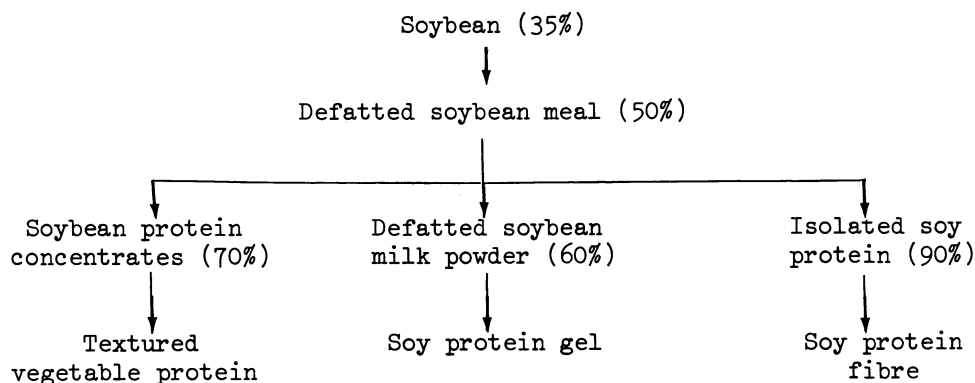 Soybean (35%)
Defatted soybean meal (50%)
Soybean protein
concentrates (70%)
Defatted soybean
milk powder (60%)
Isolated soy
protein (90%)
Textured
vegetable protein
Soy protein gel
Soy protein
fibre